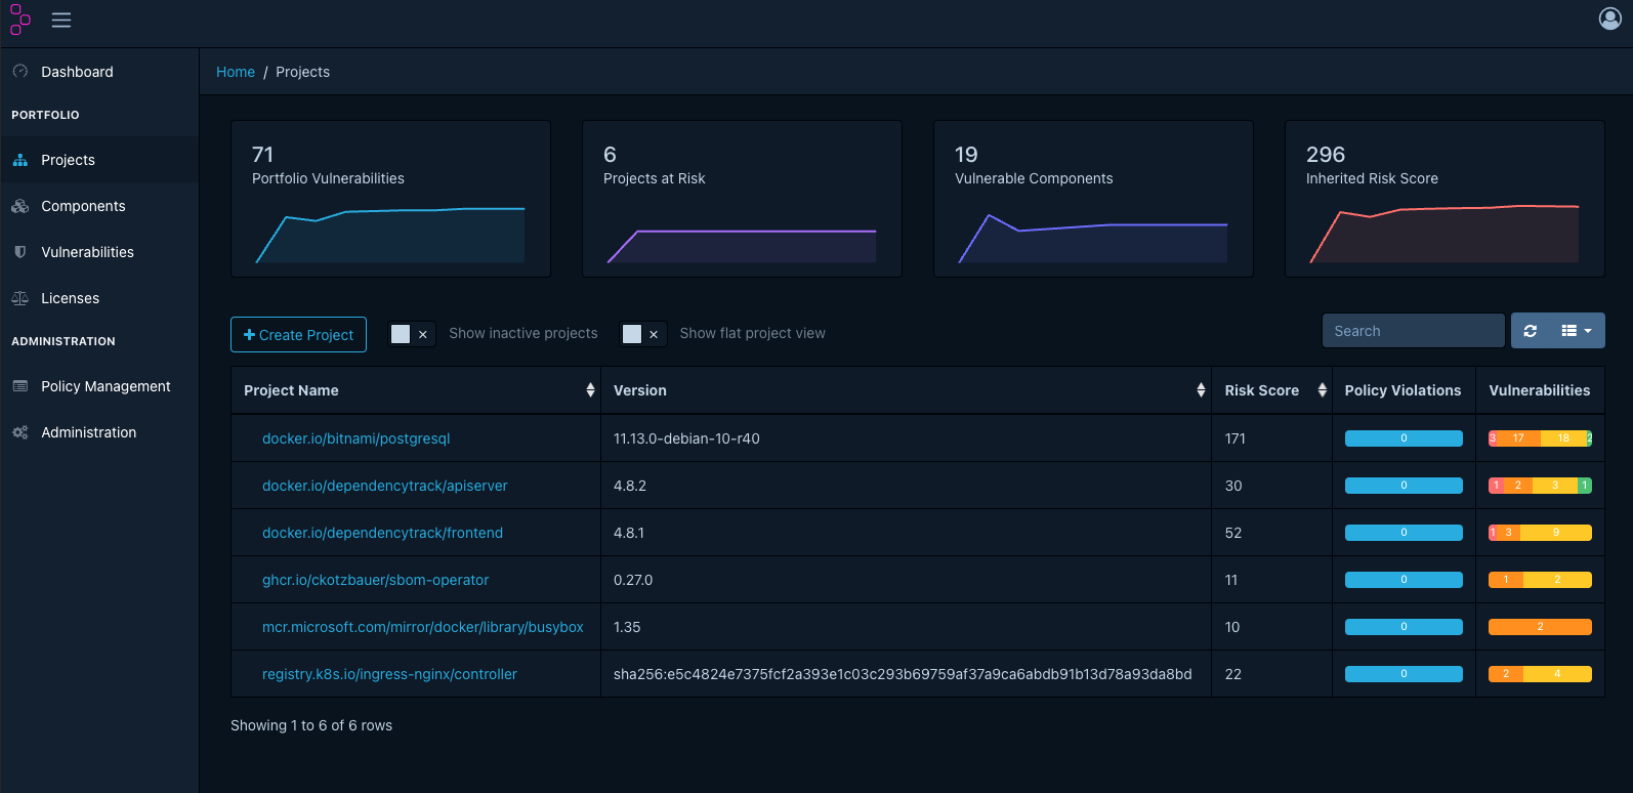 Dashboard
Home / Projects
PORTFOLIO
Projects
Components
Vulnerabilities
Licenses
ADMINISTRATION
Policy Management
Administration
71
Portfolio Vulnerabilities
6
Projects at Risk
19
Vulnerable Components
296
Inherited Risk Score
+ Create Project
× Show inactive projects
× Show flat project view
Search
Project Name Version Risk Score Policy Violations Vulnerabilities
docker.io/bitnami/postgresql 11.13.0-debian-10-r40 171 0 3 17 18 2
docker.io/dependencytrack/apiserver 4.8.2 30 0 1 2 3 1
docker.io/dependencytrack/frontend 4.8.1 52 0 1 3 9
ghcr.io/ckotzbauer/sbom-operator 0.27.0 11 0 1 2
mcr.microsoft.com/mirror/docker/library/busybox 1.35 10 0 2
registry.k8s.io/ingress-nginx/controller sha256:e5c4824e7375fcf2a393e1c03c293b69759af37a9ca6abdb91b13d78a93da8bd 22 0 2 4
Showing 1 to 6 of 6 rows